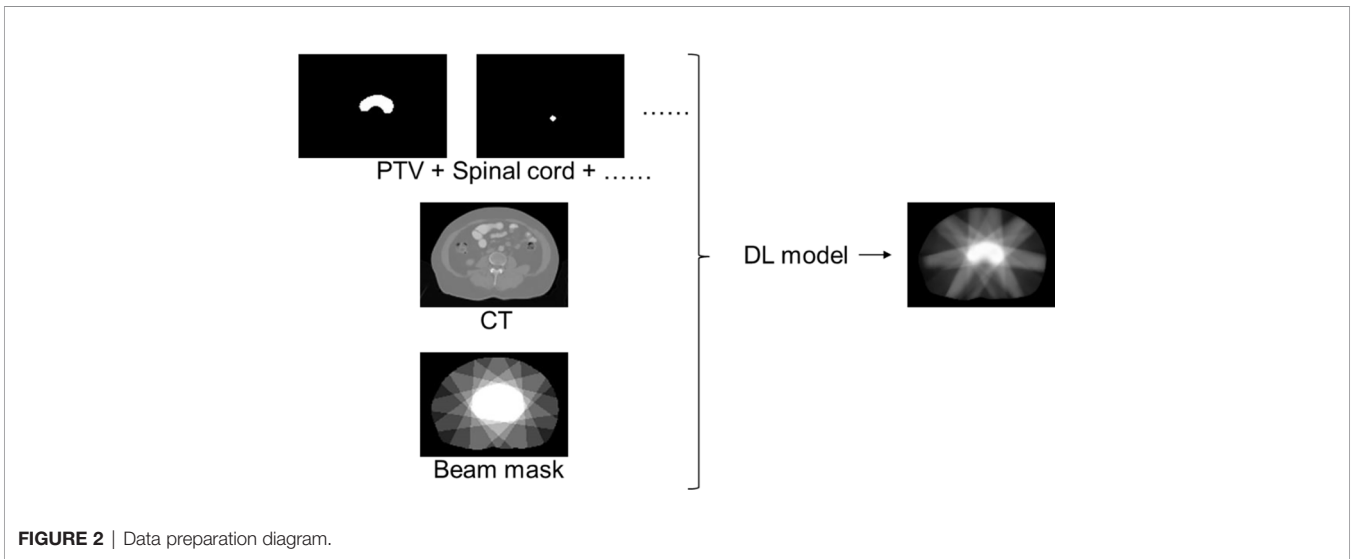 ......
PTV + Spinal cord + ......
CT
DL model
Beam mask
FIGURE 2 | Data preparation diagram.